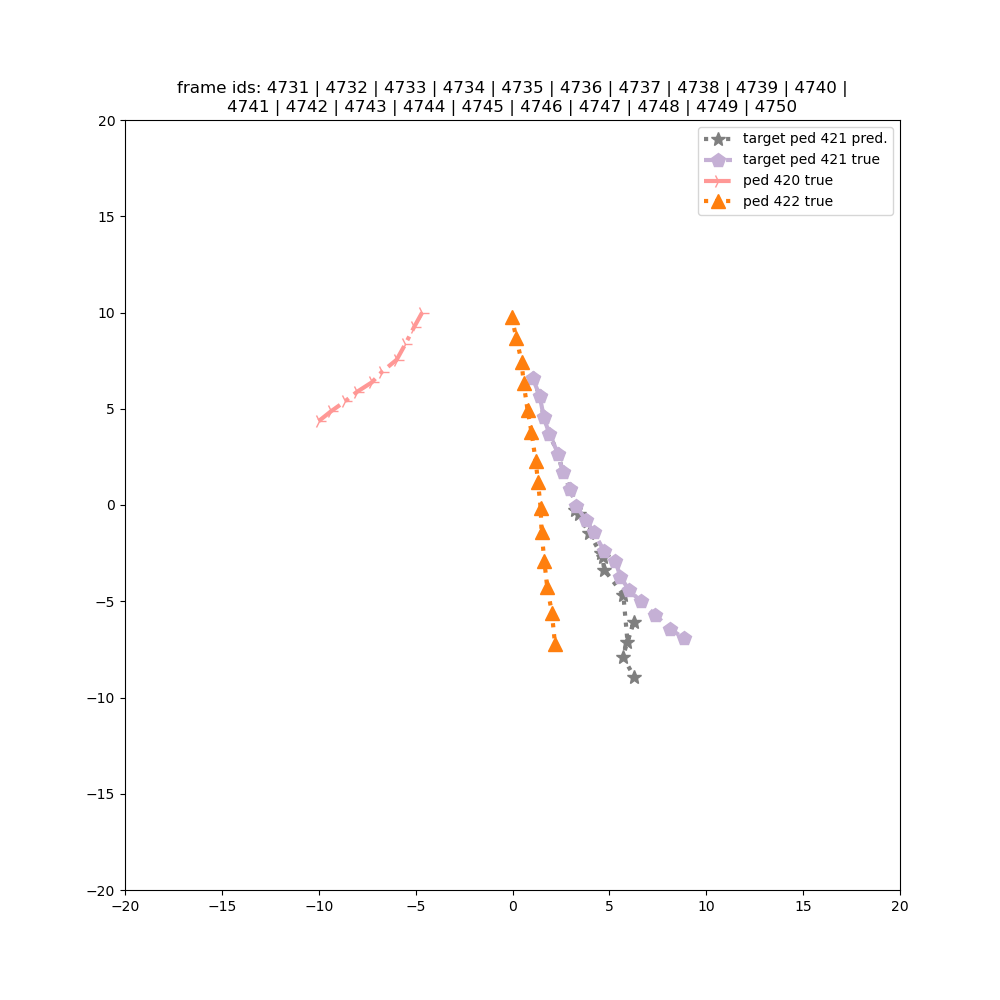 frame ids: 4731 | 4732 | 4733 | 4734 | 4735 | 4736 | 4737 | 4738 | 4739 | 4740 |
4741 | 4742 | 4743 | 4744 | 4745 | 4746 | 4747 | 4748 | 4749 | 4750
target ped 421 pred.
target ped 421 true
ped 420 true
ped 422 true
20
15
10
5
0
−5
−10
−15
−20
−20 −15 −10 −5 0 5 10 15 20